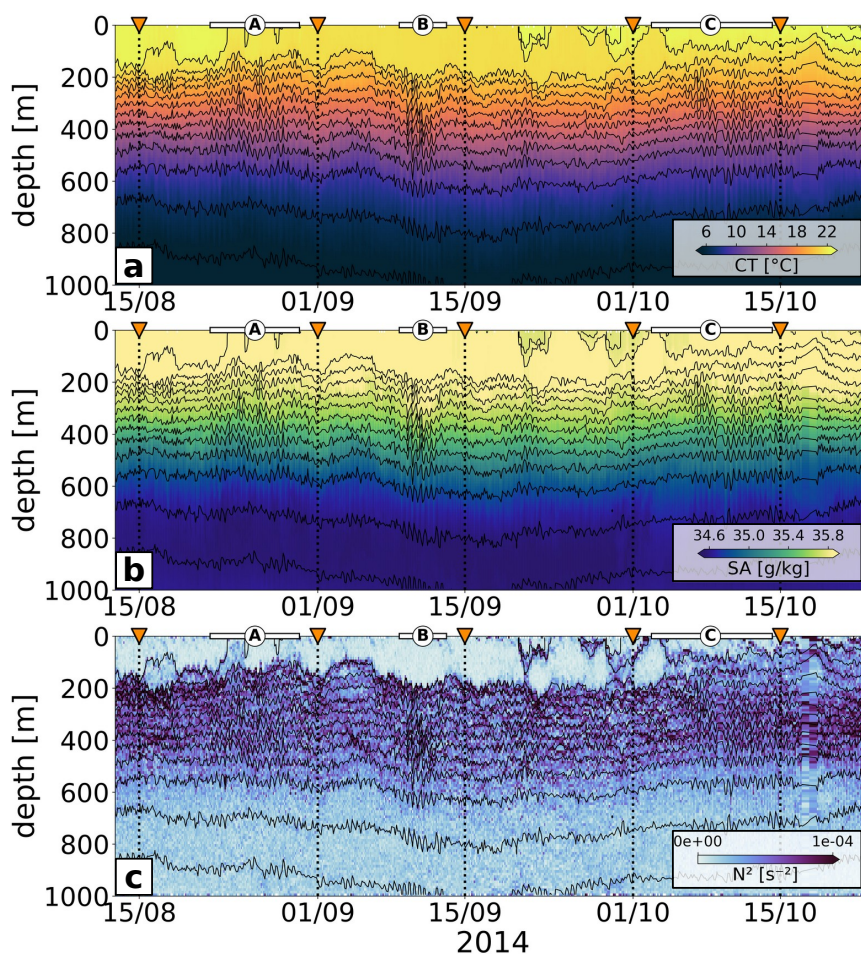 A B C
0
200
400
600
800
1000
depth [m]
6 10 14 18 22
CT [°C]
a
15/08 01/09 15/09 01/10 15/10
A B C
0
200
400
600
800
1000
depth [m]
34.6 35.0 35.4 35.8
SA [g/kg]
b
15/08 01/09 15/09 01/10 15/10
A B C
0
200
400
600
800
1000
depth [m]
0e+00 1e-04
N² [s⁻²]
c
15/08 01/09 15/09 01/10 15/10
2014